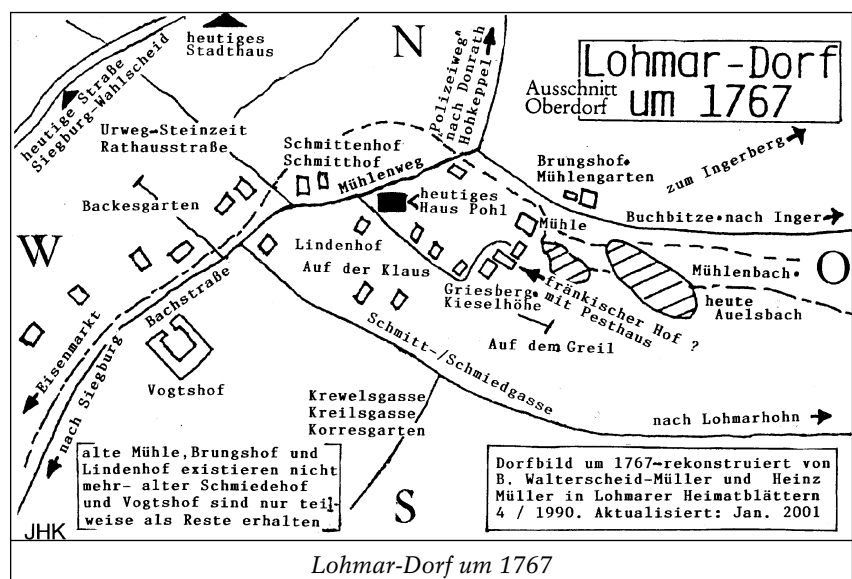 heutiges
Stadthaus
N
Lohmar-Dorf
Ausschnitt
Oberdorf
um 1767
heutige Straße
Siegburg-Wahlscheid
Polizeiweg
nach Donrath
Hohkeppel
Urweg-Steinzeit
Rathausstraße
Schmittenhof
Schmitthof
Mühlenweg
Brungshof•
Mühlengarten
zum Ingerberg
Backesgarten
heutiges
Haus Pohl
Mühle
Buchbitze•nach Inger
W
Lindenhof
Auf der Klaus
Mühlenbach•
O
heute
Auelsbach
Griesberg•
Kieselhöhe
fränkischer Hof ?
mit Pesthaus
Bachstraße
Eisenmarkt
nach Siegburg
Vogtshof
Schmitt-/Schmiedgasse
Auf dem Greil
Krewelsgasse
Kreilsgasse
Korresgarten
nach Lohmarhohn
alte Mühle,Brungshof und
Lindenhof existieren nicht
mehr- alter Schmiedehof
und Vogtshof sind nur teil-
weise als Reste erhalten
S
Dorfbild um 1767-rekonstruiert von
B. Walterscheid-Müller und Heinz
Müller in Lohmarer Heimatblättern
4 / 1990. Aktualisiert: Jan. 2001
JHK
Lohmar-Dorf um 1767